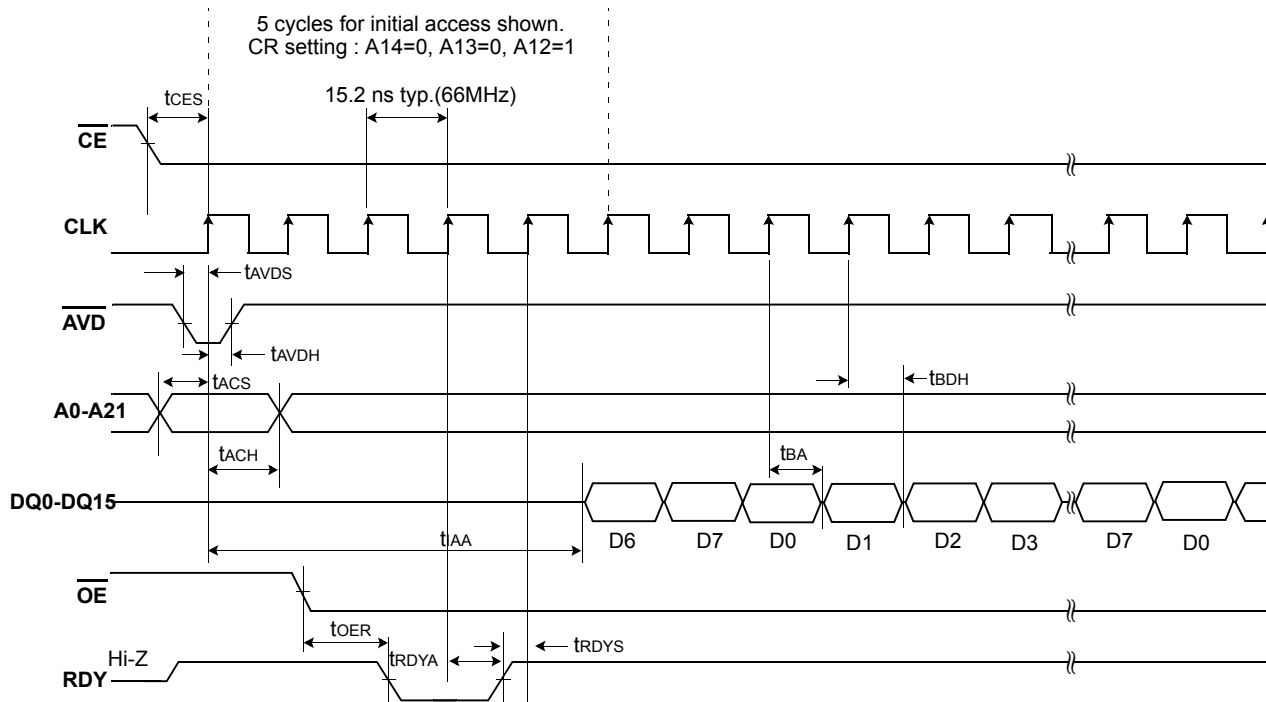 5 cycles for initial access shown.
CR setting : A14=0, A13=0, A12=1
tCES
15.2 ns typ.(66MHz)
CE
CLK
tAVDS
AVD
tAVDH
tACS
tBDH
A0-A21
tACH
tBA
DQ0-DQ15
D6 D7 D0 D1 D2 D3 D7 D0
tIAA
OE
tOER
tRDYA
tRDYS
Hi-Z
RDY